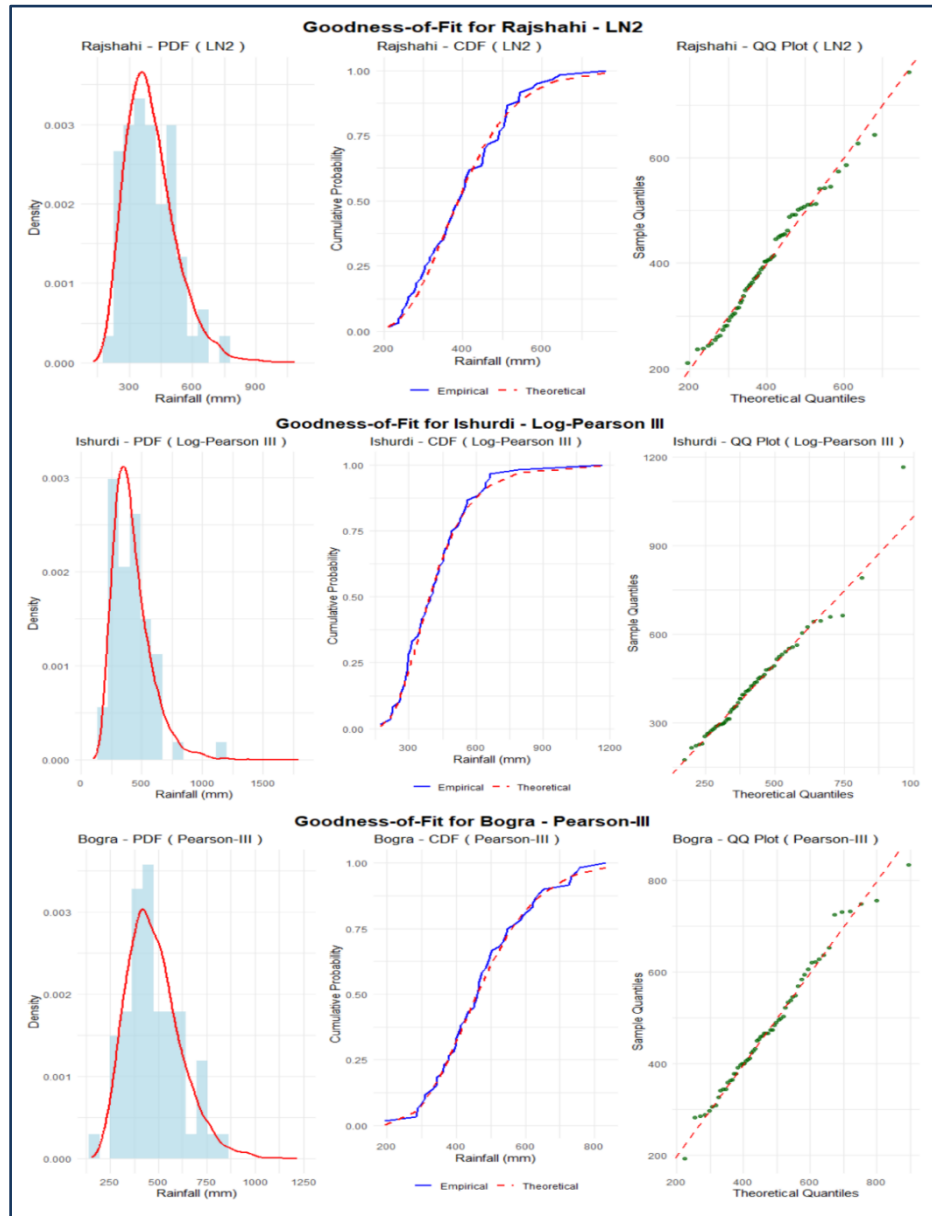 Goodness-of-Fit for Rajshahi - LN2
Rajshahi - PDF ( LN2 )
0.003
0.002
0.001
0.000
Density
300
600
900
Rainfall (mm)
Rajshahi - CDF ( LN2 )
1.00
0.75
0.50
0.25
0.00
Cumulative Probability
200
300
400
600
Rainfall (mm)
Empirical
Theoretical
Rajshahi - QQ Plot ( LN2 )
600
400
200
Sample Quantiles
200
400
600
Theoretical Quantiles
Goodness-of-Fit for Ishurdi - Log-Pearson III
Ishurdi - PDF ( Log-Pearson III )
0.003
0.002
0.001
0.000
Density
0
500
1000
1500
Rainfall (mm)
Ishurdi - CDF ( Log-Pearson III )
1.00
0.75
0.50
0.25
0.00
Cumulative Probability
300
600
900
1200
Rainfall (mm)
Empirical
Theoretical
Ishurdi - QQ Plot ( Log-Pearson III )
1200
900
600
300
Sample Quantiles
250
500
750
100
Theoretical Quantiles
Goodness-of-Fit for Bogra - Pearson-III
Bogra - PDF ( Pearson-III )
0.003
0.002
0.001
0.000
Density
250
500
750
1000
1250
Rainfall (mm)
Bogra - CDF ( Pearson-III )
1.00
0.75
0.50
0.25
0.00
Cumulative Probability
200
400
600
800
Rainfall (mm)
Empirical
Theoretical
Bogra - QQ Plot ( Pearson-III )
800
600
400
200
Sample Quantiles
200
400
600
800
Theoretical Quantiles